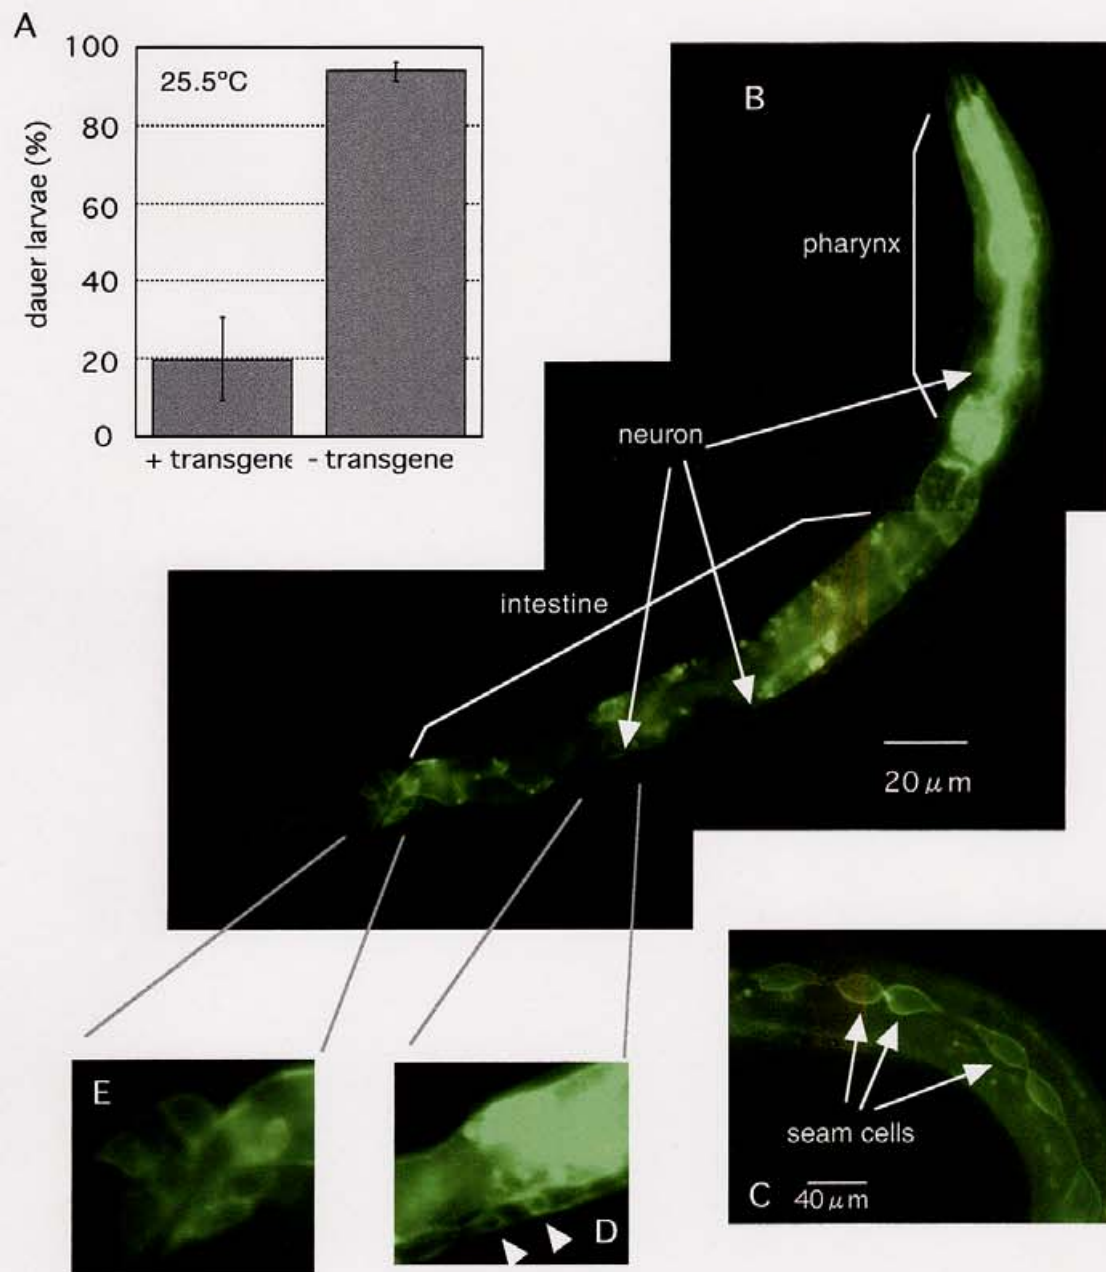 A
100
80
60
40
20
0
dauer larvae (%)
25.5°C
+ transgene - transgene
B
pharynx
neuron
intestine
20 μm
E
D
seam cells
C 40 μm